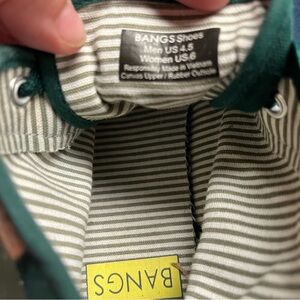 BANGS Shoes
Men US 4.5
Women US 6
Responsibly Made in Vietnam
Canvas Upper / Rubber Outsole
BANGS